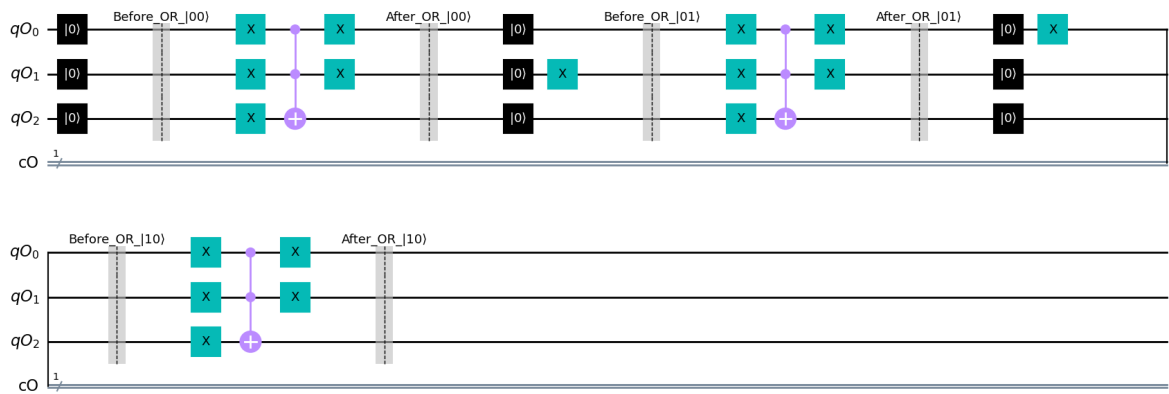 Before_OR_|00⟩ After_OR_|00⟩ Before_OR_|01⟩ After_OR_|01⟩
qO₀ |0⟩ X X |0⟩ X X |0⟩ X
qO₁ |0⟩ X X |0⟩ X X X |0⟩
qO₂ |0⟩ X |0⟩ X |0⟩
cO 1
Before_OR_|10⟩ After_OR_|10⟩
qO₀ X X
qO₁ X X
qO₂ X
cO 1